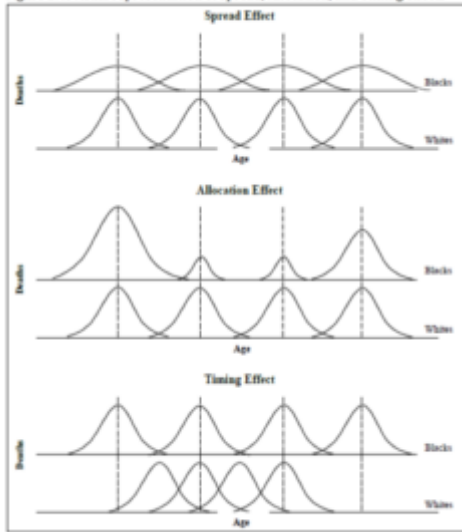 Spread Effect
Deaths
Blacks
Whites
Age
Allocation Effect
Deaths
Blacks
Whites
Age
Timing Effect
Deaths
Blacks
Whites
Age